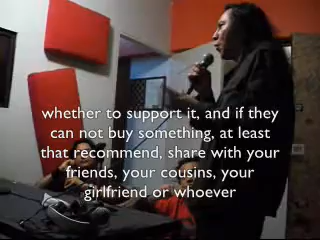 whether to support it, and if they
can not buy something, at least
that recommend, share with your
friends, your cousins, your
girlfriend or whoever